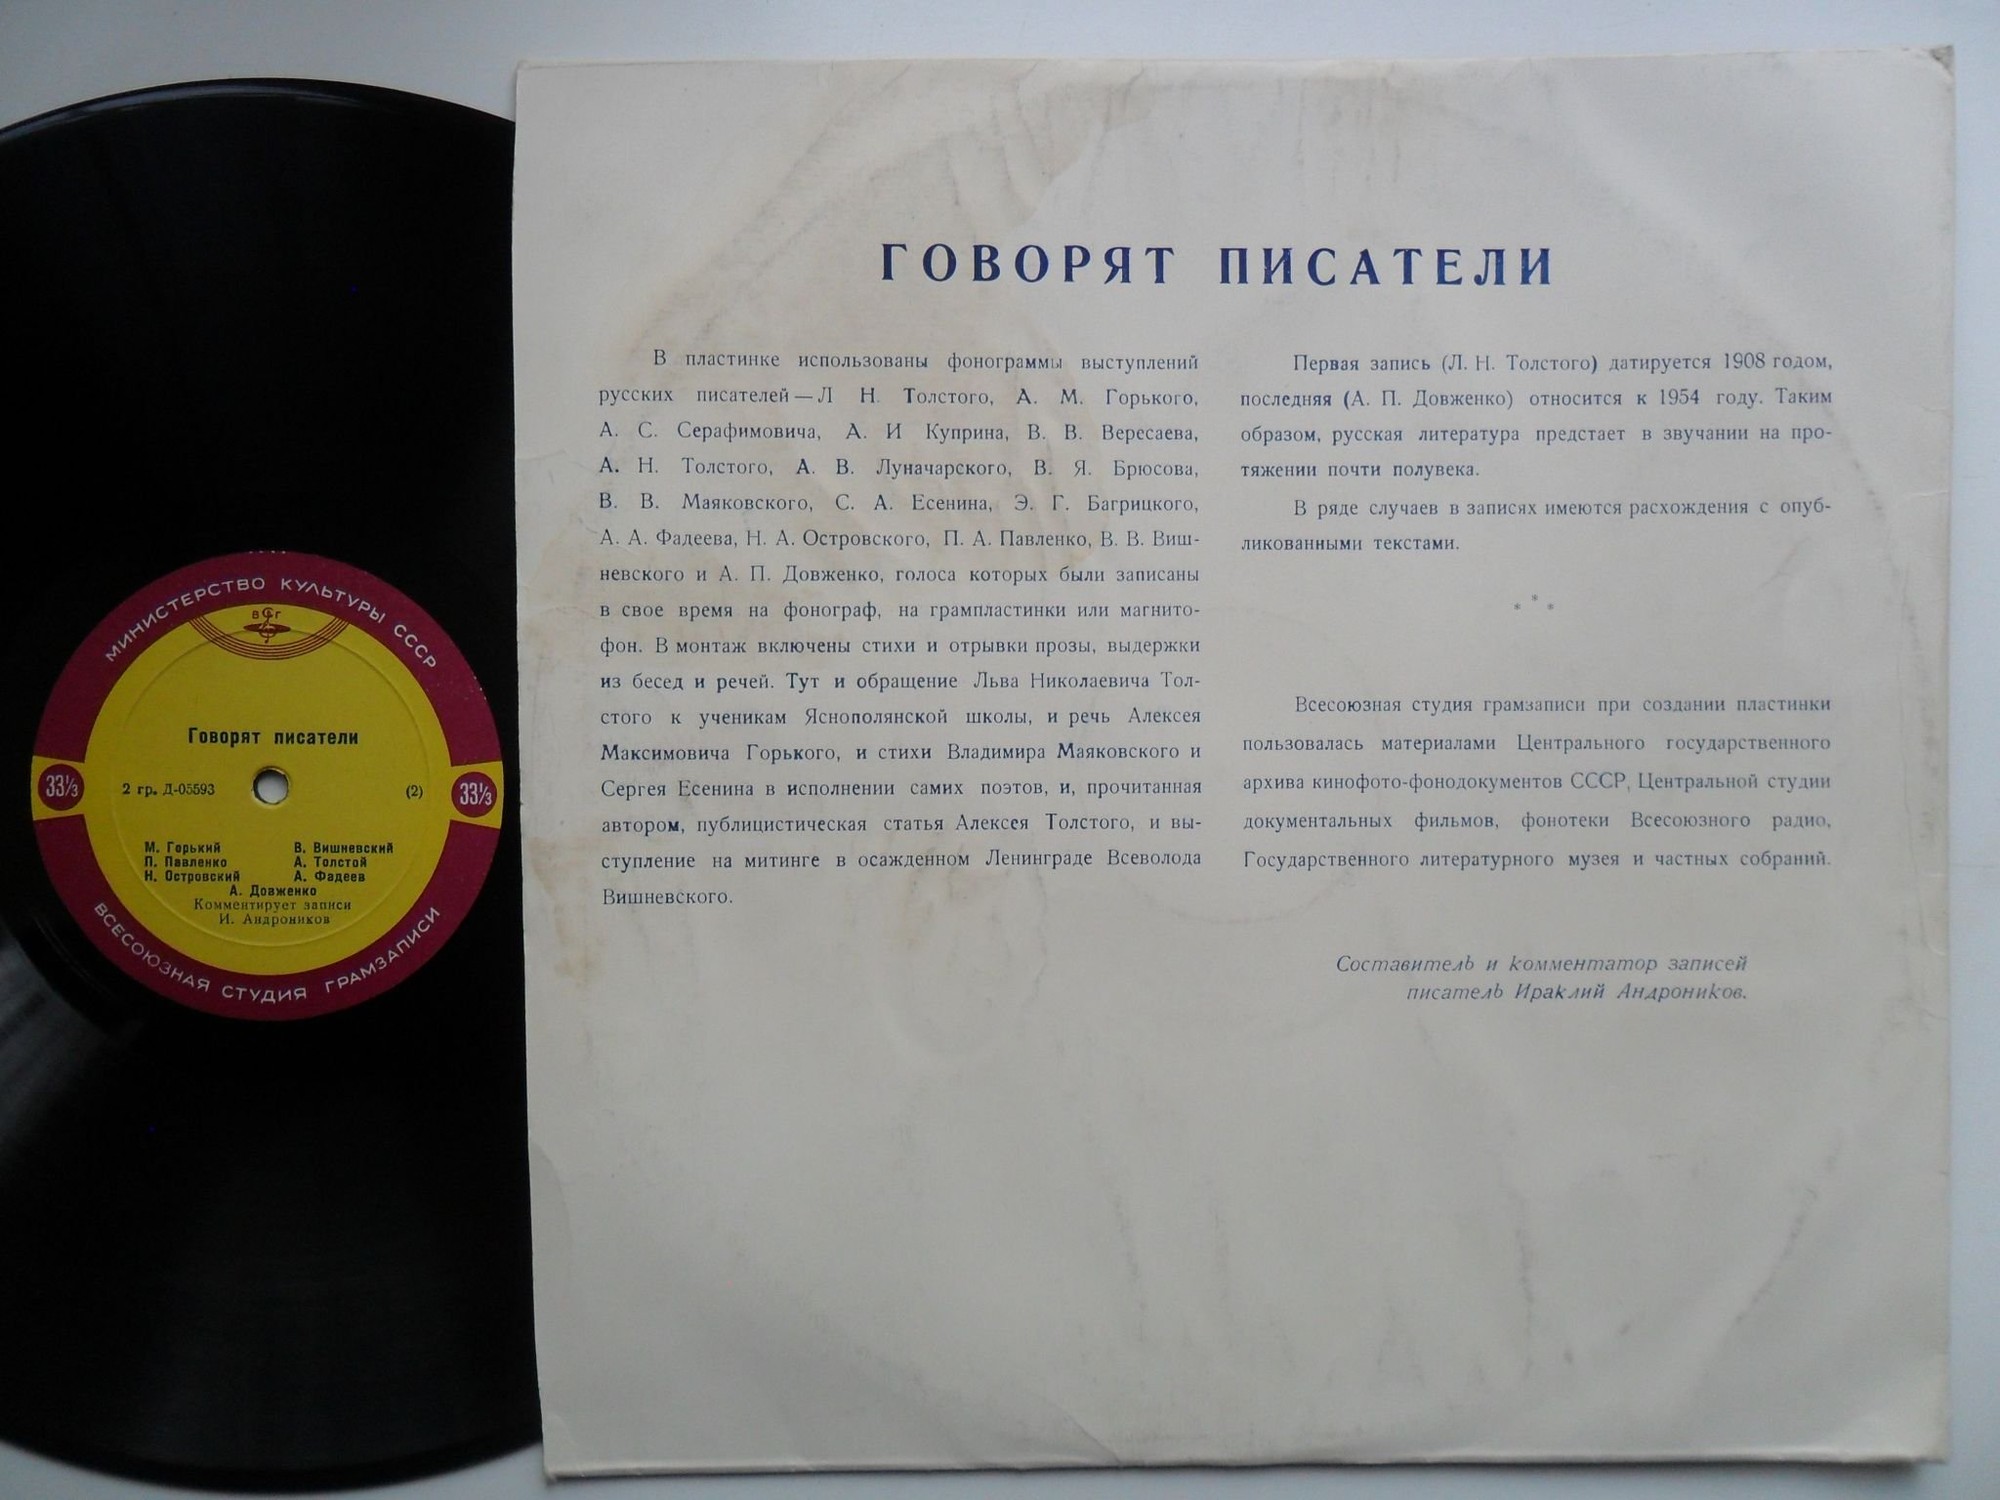 МИНИСТЕРСТВО КУЛЬТУРЫ СССР
ВСГ
Говорят писатели
33⅓
2 гр. Д-05593
(2)
33⅓
М. Горький
В. Вишневский
П. Павленко
А. Толстой
Н. Островский
А. Фадеев
А. Довженко
Комментирует записи
И. Андроников
ВСЕСОЮЗНАЯ СТУДИЯ ГРАМЗАПИСИ
ГОВОРЯТ ПИСАТЕЛИ
В пластинке использованы фонограммы выступлений
русских писателей — Л Н. Толстого, А. М. Горького,
А. С. Серафимовича, А. И Куприна, В. В. Вересаева,
А. Н. Толстого, А. В. Луначарского, В. Я. Брюсова,
В. В. Маяковского, С. А. Есенина, Э. Г. Багрицкого,
А. А. Фадеева, Н. А. Островского, П. А. Павленко, В. В. Виш-
невского и А. П. Довженко, голоса которых были записаны
в свое время на фонограф, на грампластинки или магнито-
фон. В монтаж включены стихи и отрывки прозы, выдержки
из бесед и речей. Тут и обращение Льва Николаевича Тол-
стого к ученикам Яснополянской школы, и речь Алексея
Максимовича Горького, и стихи Владимира Маяковского и
Сергея Есенина в исполнении самих поэтов, и, прочитанная
автором, публицистическая статья Алексея Толстого, и вы-
ступление на митинге в осажденном Ленинграде Всеволода
Вишневского.
Первая запись (Л. Н. Толстого) датируется 1908 годом,
последняя (А. П. Довженко) относится к 1954 году. Таким
образом, русская литература предстает в звучании на про-
тяжении почти полувека.
В ряде случаев в записях имеются расхождения с опуб-
ликованными текстами.
* * *
Всесоюзная студия грамзаписи при создании пластинки
пользовалась материалами Центрального государственного
архива кинофото-фонодокументов СССР, Центральной студии
документальных фильмов, фонотеки Всесоюзного радио,
Государственного литературного музея и частных собраний.
Составитель и комментатор записей
писатель Ираклий Андроников.